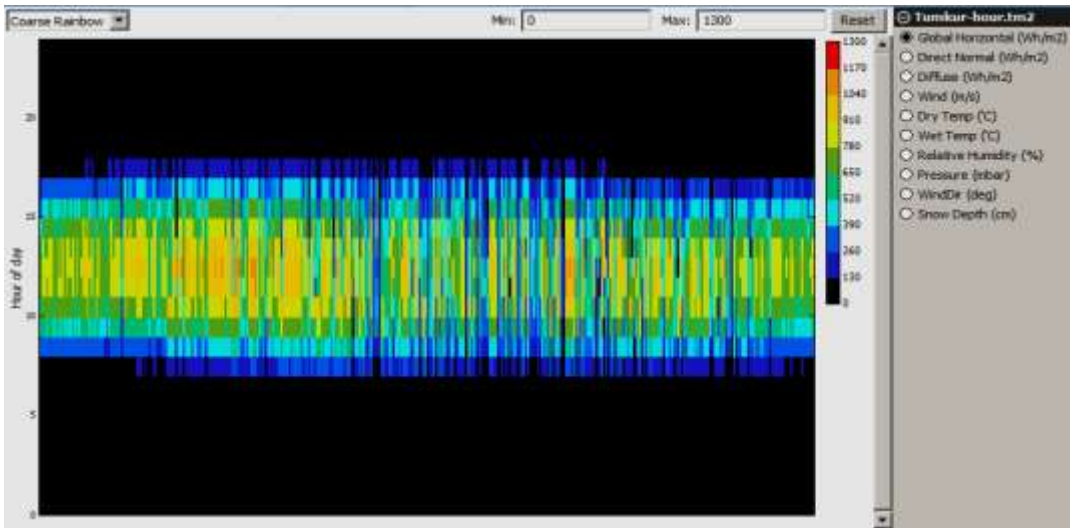 Coarse Rainbow
Min: 0
Max: 1300
Reset
Tumkur-hour.tm2
Global Horizontal (Wh/m2)
Direct Normal (Wh/m2)
Diffuse (Wh/m2)
Wind (m/s)
Dry Temp ('C)
Wet Temp ('C)
Relative Humidity (%)
Pressure (mbar)
WindDir (deg)
Snow Depth (cm)
1300
1170
1040
910
780
650
520
390
260
130
0
Hour of day
20
15
10
5
0